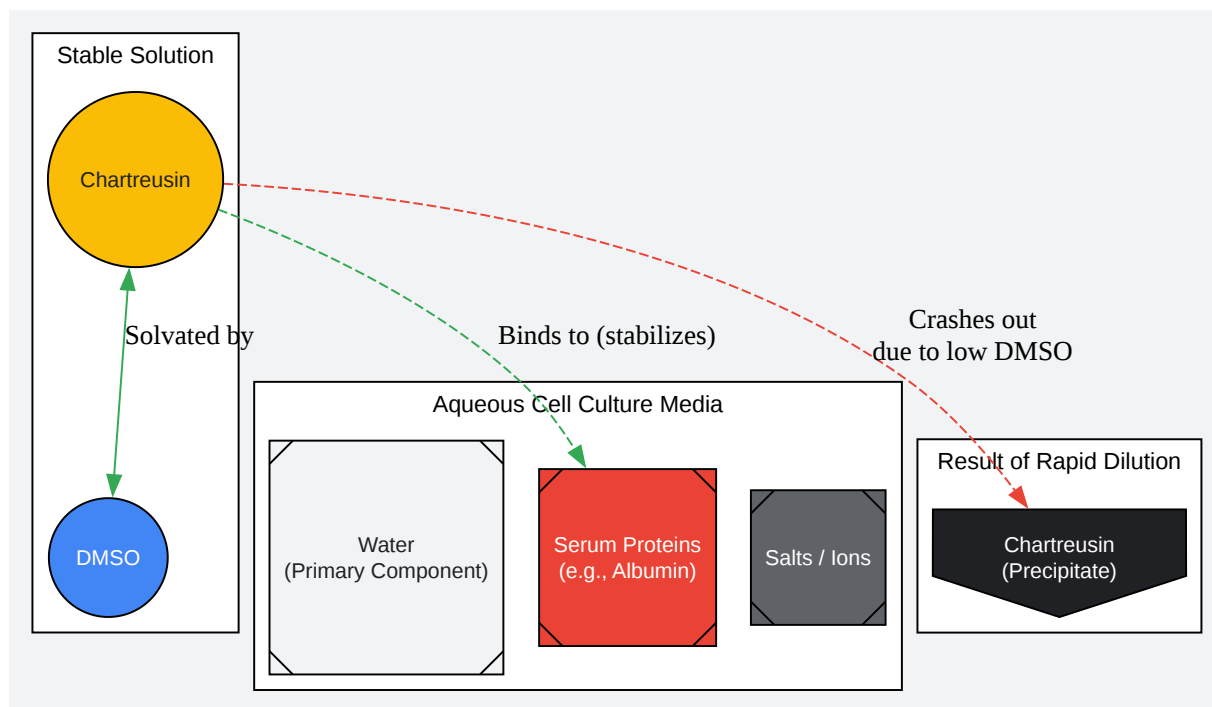 Stable Solution
Chartreusin
Solvated by
DMSO
Binds to (stabilizes)
Crashes out
due to low DMSO
Aqueous Cell Culture Media
Water
(Primary Component)
Serum Proteins
(e.g., Albumin)
Salts / Ions
Result of Rapid Dilution
Chartreusin
(Precipitate)